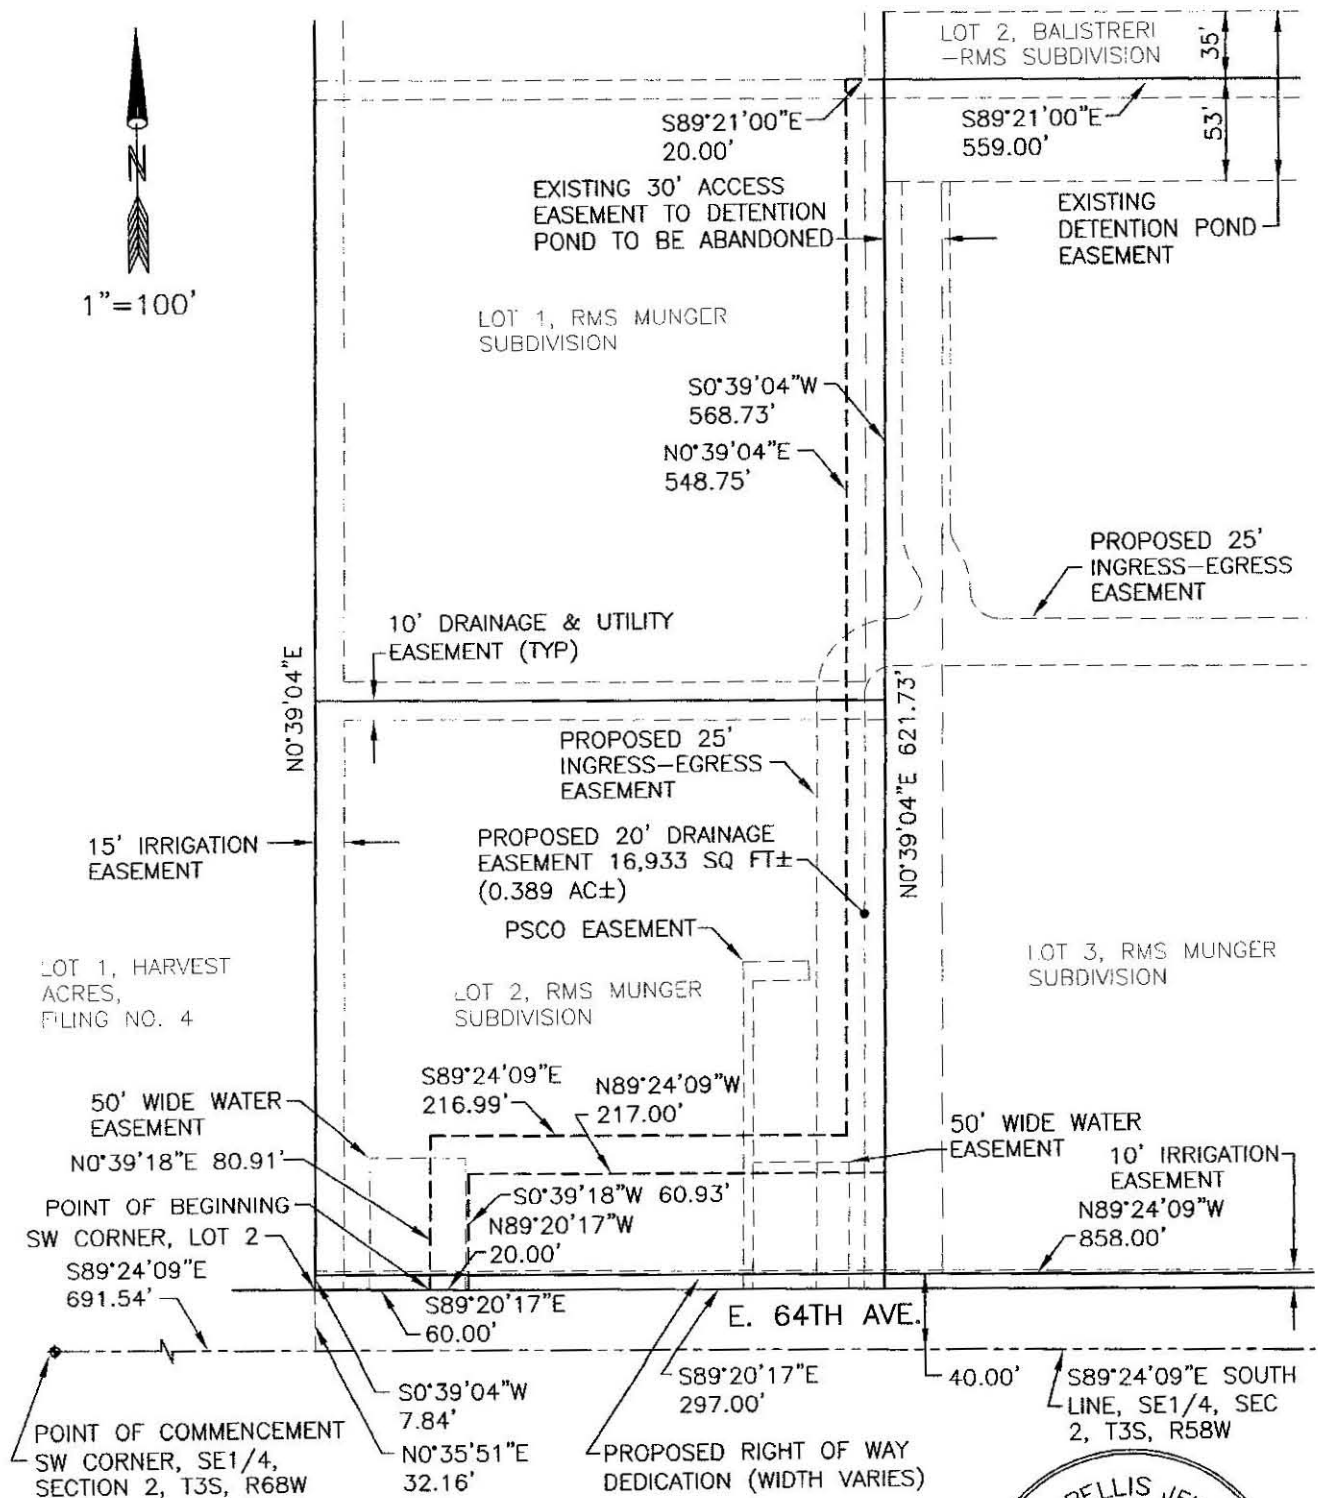 LOT 2, BALISTRERI
–RMS SUBDIVISION
35'
53'
S89°21'00"E
20.00'
S89°21'00"E
559.00'
N
1"=100'
EXISTING 30' ACCESS
EASEMENT TO DETENTION
POND TO BE ABANDONED
EXISTING
DETENTION POND
EASEMENT
LOT 1, RMS MUNGER
SUBDIVISION
S0°39'04"W
568.73'
N0°39'04"E
548.75'
PROPOSED 25'
INGRESS–EGRESS
EASEMENT
10' DRAINAGE & UTILITY
EASEMENT (TYP)
N0°39'04"E
N0°39'04"E 621.73'
PROPOSED 25'
INGRESS–EGRESS
EASEMENT
15' IRRIGATION
EASEMENT
PROPOSED 20' DRAINAGE
EASEMENT 16,933 SQ FT±
(0.389 AC±)
PSCO EASEMENT
LOT 1, HARVEST
ACRES,
FILING NO. 4
LOT 2, RMS MUNGER
SUBDIVISION
LOT 3, RMS MUNGER
SUBDIVISION
S89°24'09"E
216.99'
N89°24'09"W
217.00'
50' WIDE WATER
EASEMENT
50' WIDE WATER
EASEMENT
N0°39'18"E 80.91'
10' IRRIGATION
EASEMENT
POINT OF BEGINNING
S0°39'18"W 60.93'
N89°24'09"W
858.00'
SW CORNER, LOT 2
N89°20'17"W
20.00'
S89°24'09"E
691.54'
S89°20'17"E
60.00'
E. 64TH AVE.
S0°39'04"W
7.84'
S89°20'17"E
297.00'
40.00'
S89°24'09"E SOUTH
LINE, SE1/4, SEC
2, T3S, R58W
POINT OF COMMENCEMENT
SW CORNER, SE1/4,
SECTION 2, T3S, R68W
N0°35'51"E
32.16'
PROPOSED RIGHT OF WAY
DEDICATION (WIDTH VARIES)